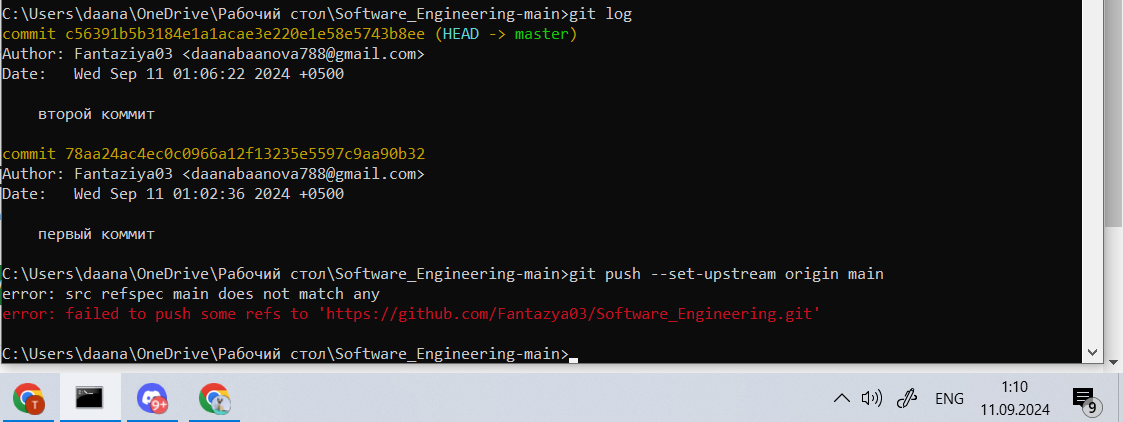 C:\Users\daana\OneDrive\Рабочий стол\Software_Engineering-main>git log
commit c56391b5b3184e1a1acae3e220e1e58e5743b8ee (HEAD -> master)
Author: Fantaziya03 <daanabaanova788@gmail.com>
Date:   Wed Sep 11 01:06:22 2024 +0500
второй коммит
commit 78aa24ac4ec0c0966a12f13235e5597c9aa90b32
Author: Fantaziya03 <daanabaanova788@gmail.com>
Date:   Wed Sep 11 01:02:36 2024 +0500
первый коммит
C:\Users\daana\OneDrive\Рабочий стол\Software_Engineering-main>git push --set-upstream origin main
error: src refspec main does not match any
error: failed to push some refs to 'https://github.com/Fantazya03/Software_Engineering.git'
C:\Users\daana\OneDrive\Рабочий стол\Software_Engineering-main>
T
9+
ENG
1:10
11.09.2024
9